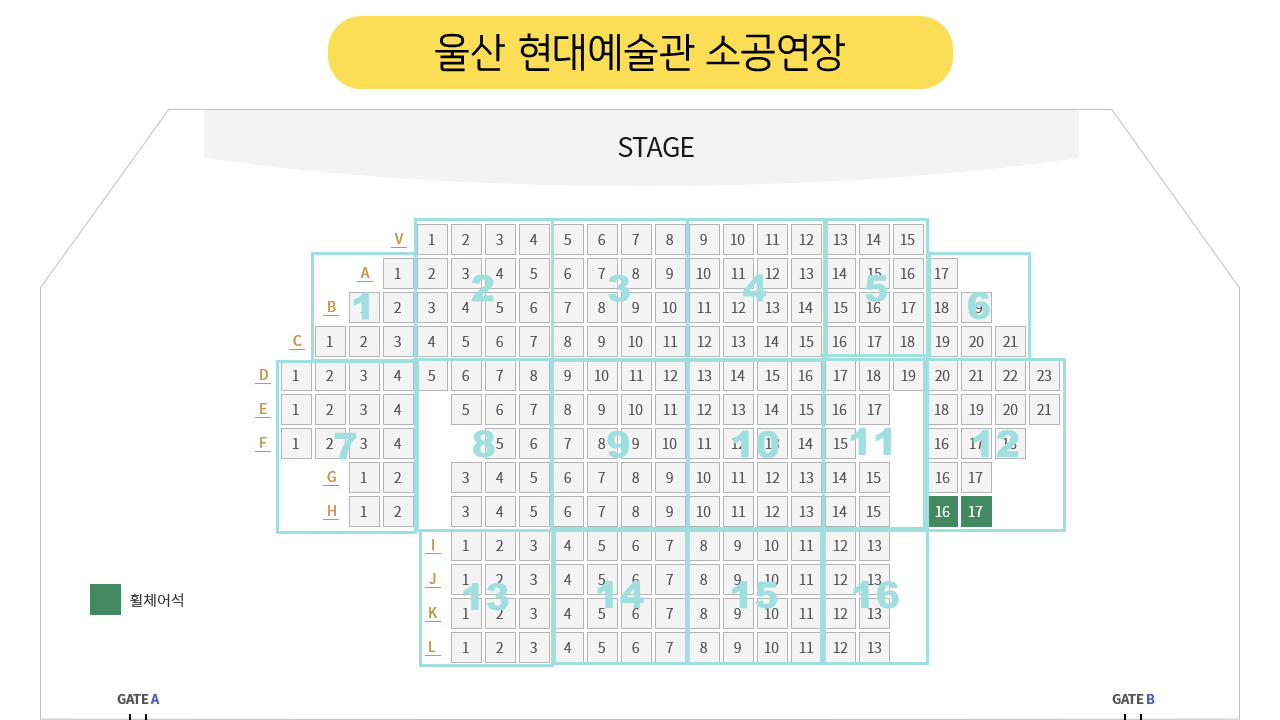 울산 현대예술관 소공연장
STAGE
V 1 2 3 4 5 6 7 8 9 10 11 12 13 14 15
A 1 2 3 4 5 6 7 8 9 10 11 12 13 14 15 16 17
2 3 4 5
B 1 2 3 4 5 6 7 8 9 10 11 12 13 14 15 16 17 18 19
1 6
C 1 2 3 4 5 6 7 8 9 10 11 12 13 14 15 16 17 18 19 20 21
D 1 2 3 4 5 6 7 8 9 10 11 12 13 14 15 16 17 18 19 20 21 22 23
E 1 2 3 4 5 6 7 8 9 10 11 12 13 14 15 16 17 18 19 20 21
F 1 2 3 4 5 6 7 8 9 10 11 12 13 14 15 16 17 18
7 8 9 10 11 12
G 1 2 3 4 5 6 7 8 9 10 11 12 13 14 15 16 17
H 1 2 3 4 5 6 7 8 9 10 11 12 13 14 15 16 17
I 1 2 3 4 5 6 7 8 9 10 11 12 13
J 1 2 3 4 5 6 7 8 9 10 11 12 13
13 14 15 16
휠체어석
K 1 2 3 4 5 6 7 8 9 10 11 12 13
L 1 2 3 4 5 6 7 8 9 10 11 12 13
GATE A GATE B